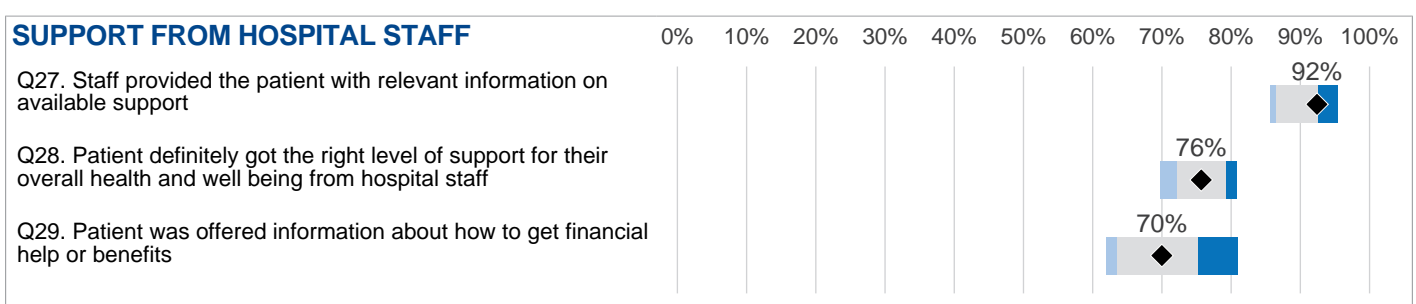 SUPPORT FROM HOSPITAL STAFF
0% 10% 20% 30% 40% 50% 60% 70% 80% 90% 100%
Q27. Staff provided the patient with relevant information on
available support
92%
Q28. Patient definitely got the right level of support for their
overall health and well being from hospital staff
76%
Q29. Patient was offered information about how to get financial
help or benefits
70%